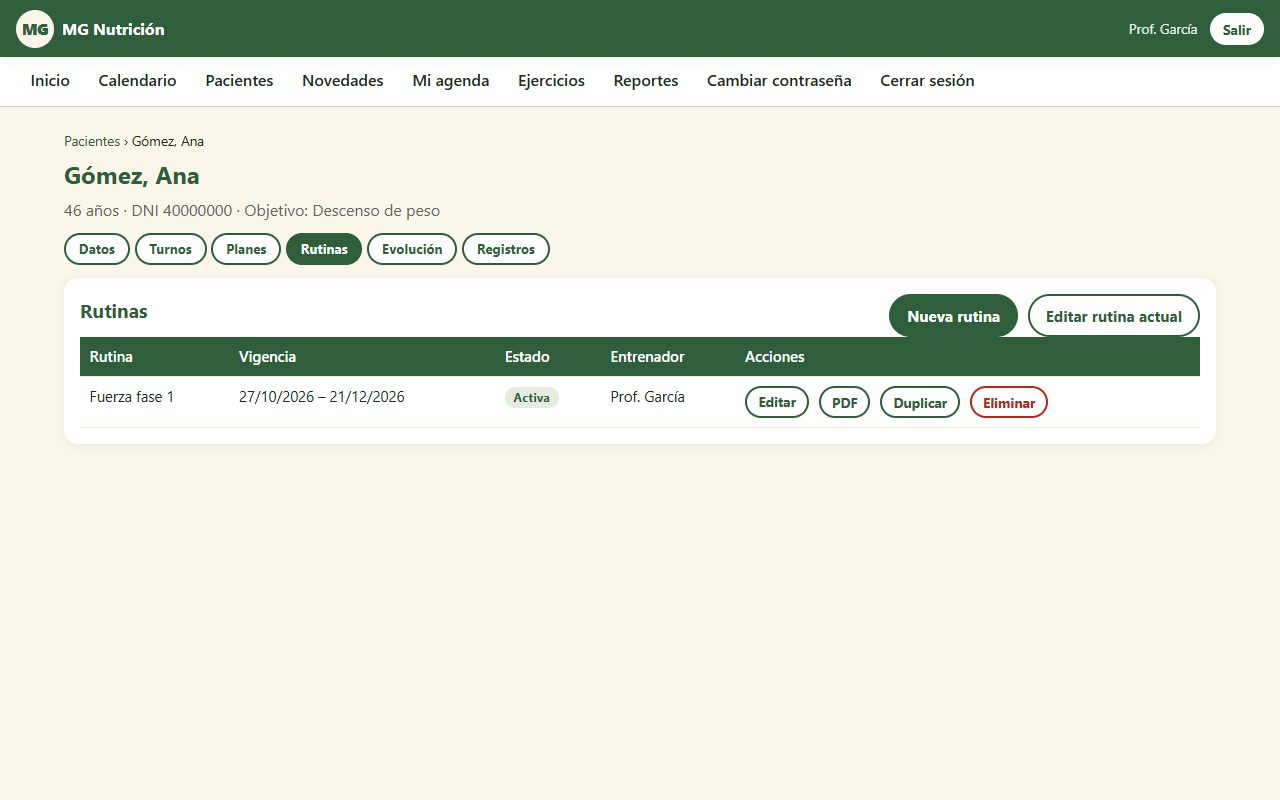 MG MG Nutrición Prof. García Salir
Inicio Calendario Pacientes Novedades Mi agenda Ejercicios Reportes Cambiar contraseña Cerrar sesión
Pacientes › Gómez, Ana
Gómez, Ana
46 años · DNI 40000000 · Objetivo: Descenso de peso
Datos Turnos Planes Rutinas Evolución Registros
Rutinas Nueva rutina Editar rutina actual
Rutina Vigencia Estado Entrenador Acciones
Fuerza fase 1 27/10/2026 – 21/12/2026 Activa Prof. García Editar PDF Duplicar Eliminar